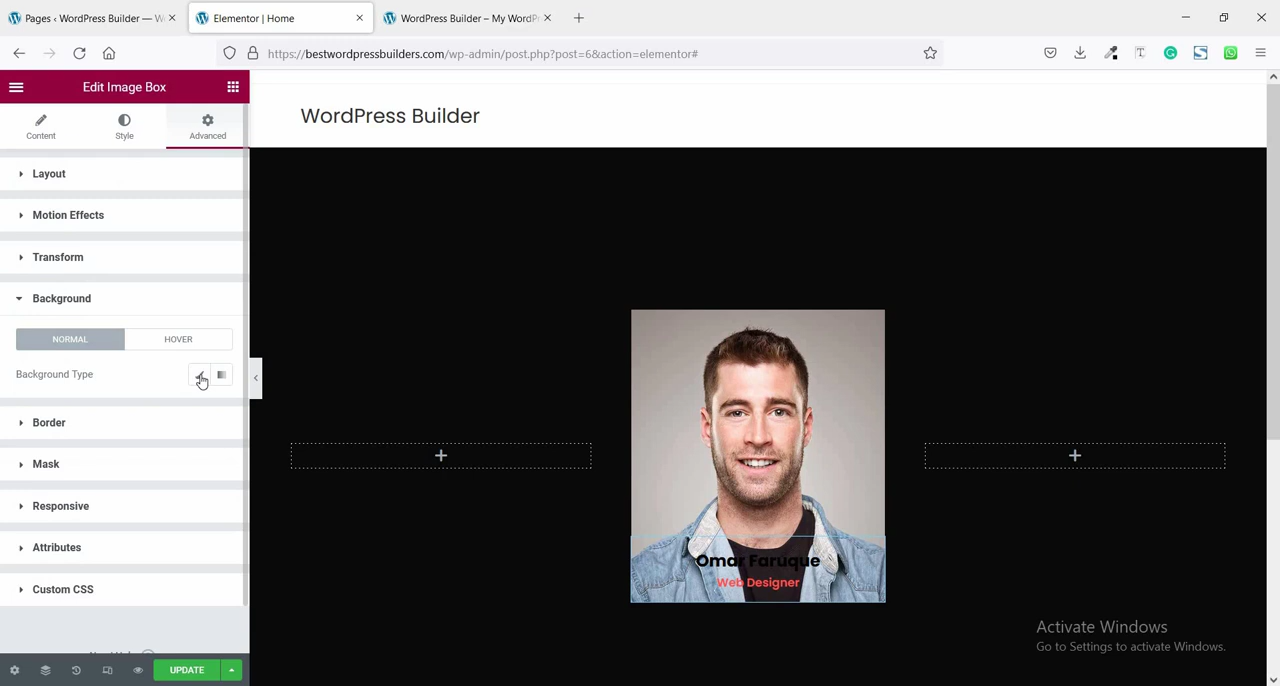 Pages ‹ WordPress Builder — W
Elementor | Home
WordPress Builder – My WordP
https://bestwordpressbuilders.com/wp-admin/post.php?post=6&action=elementor#
Edit Image Box
Content
Style
Advanced
WordPress Builder
Layout
Motion Effects
Transform
Background
NORMAL
HOVER
Background Type
Border
Mask
Responsive
Attributes
Custom CSS
Omar Faruque
Web Designer
Activate Windows
Go to Settings to activate Windows.
UPDATE